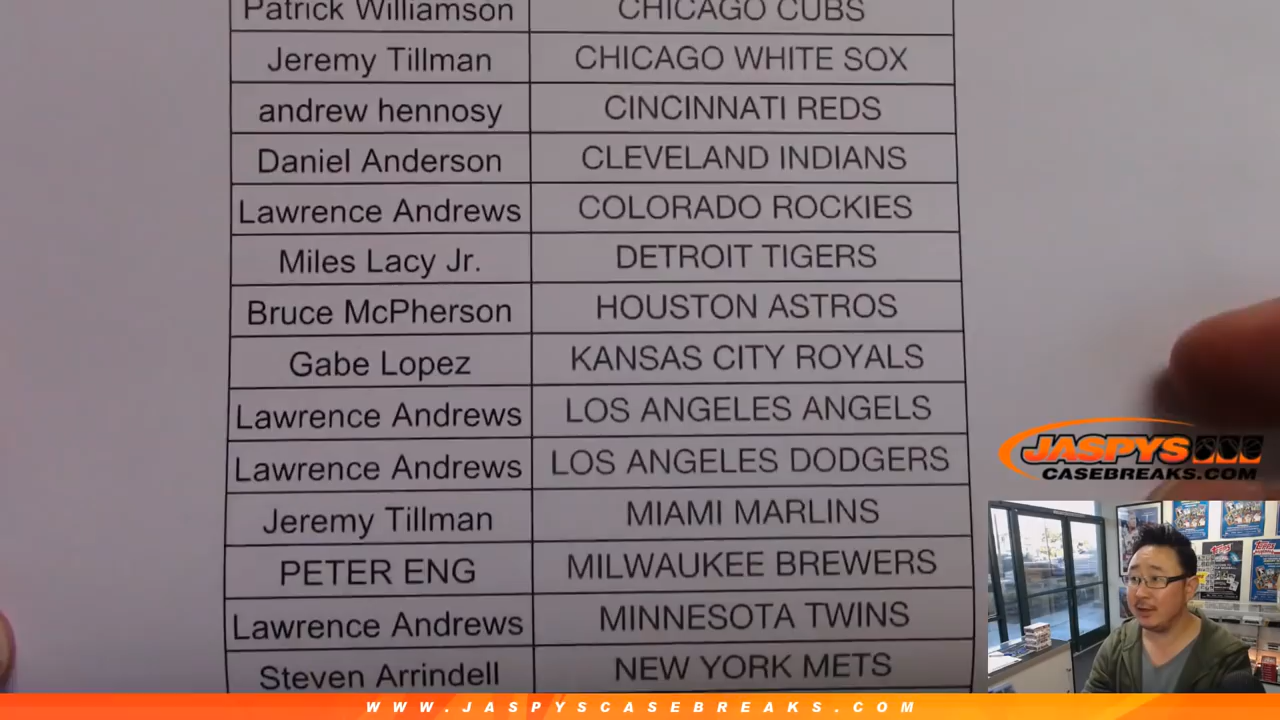 Patrick Williamson CHICAGO CUBS
Jeremy Tillman CHICAGO WHITE SOX
andrew hennosy CINCINNATI REDS
Daniel Anderson CLEVELAND INDIANS
Lawrence Andrews COLORADO ROCKIES
Miles Lacy Jr. DETROIT TIGERS
Bruce McPherson HOUSTON ASTROS
Gabe Lopez KANSAS CITY ROYALS
Lawrence Andrews LOS ANGELES ANGELS
Lawrence Andrews LOS ANGELES DODGERS
Jeremy Tillman MIAMI MARLINS
PETER ENG MILWAUKEE BREWERS
Lawrence Andrews MINNESOTA TWINS
Steven Arrindell NEW YORK METS
JASPYS
CASEBREAKS.COM
WWW.JASPYSCASEBREAKS.COM